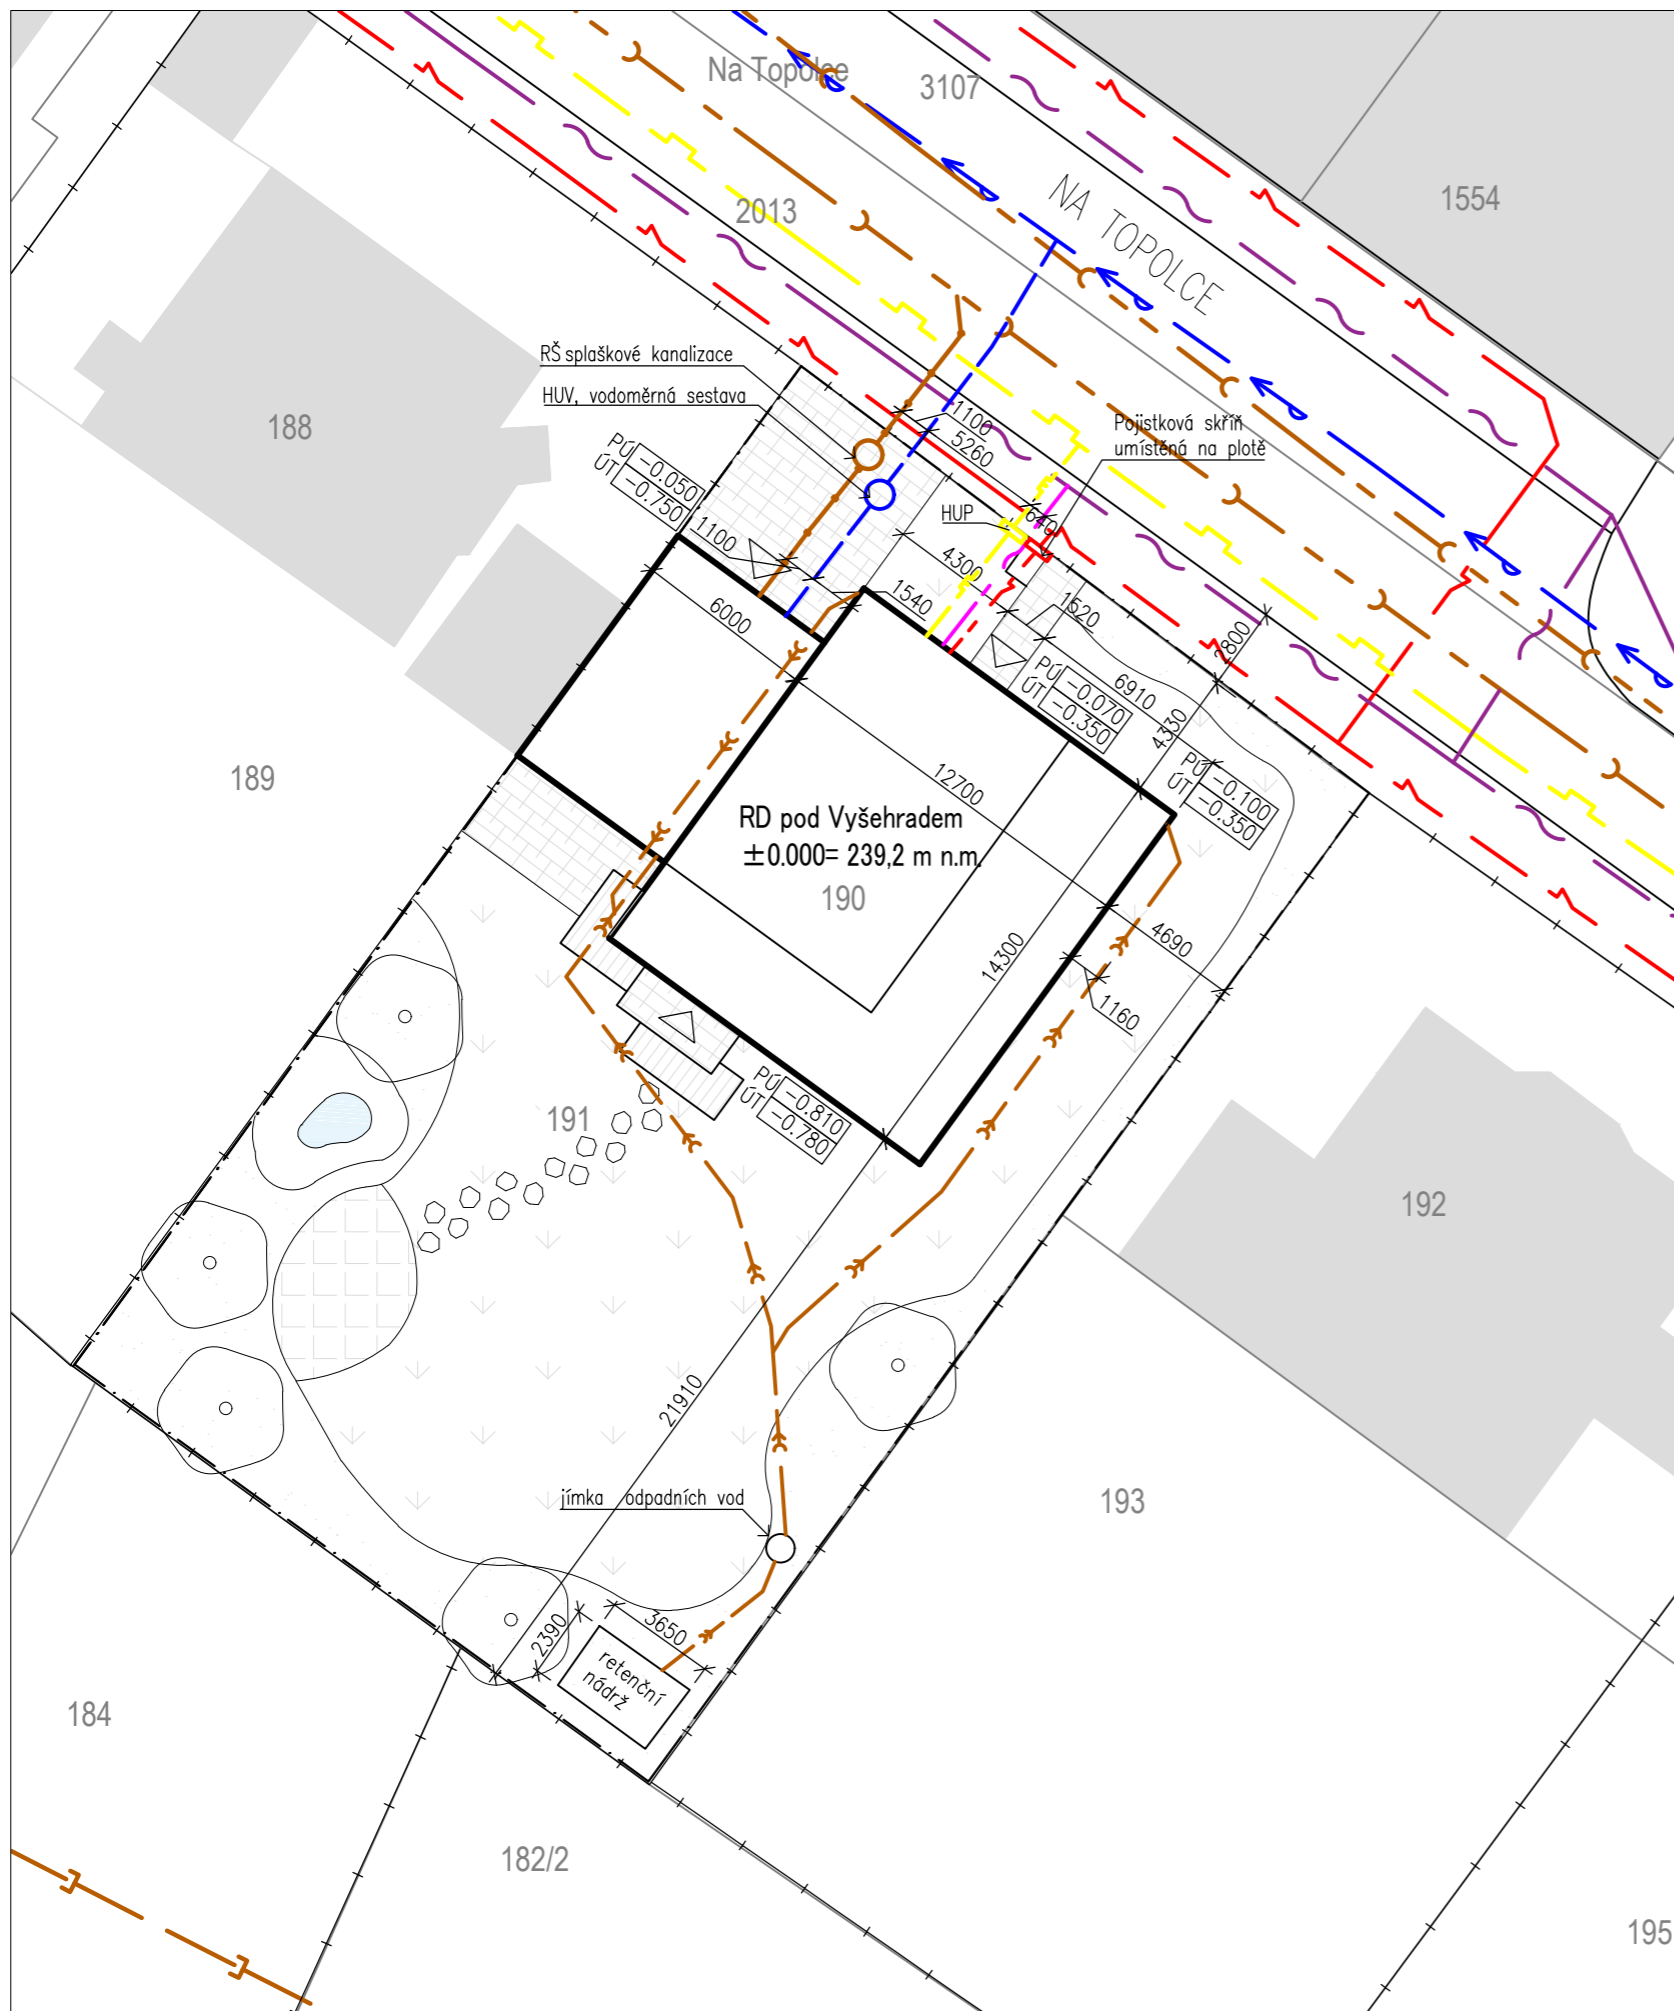 Na Topolce
3107
1554
2013
NA TOPOLCE
RŠ splaškové kanalizace
HUV, vodoměrná sestava
188
1100
5260
Pojistková skříň
umístěná na plotě
PÚ -0.050
ÚT -0.750
HUP
640
1100
4300
1540
1520
6000
2800
PÚ -0.070
ÚT -0.350
6910
4330
189
12700
PÚ -0.100
ÚT -0.350
RD pod Vyšehradem
±0.000= 239,2 m n.m.
190
4690
14300
1160
191
PÚ -0.810
ÚT -0.780
192
21910
jímka odpadních vod
193
3650
2390
retenční
nádrž
184
182/2
195